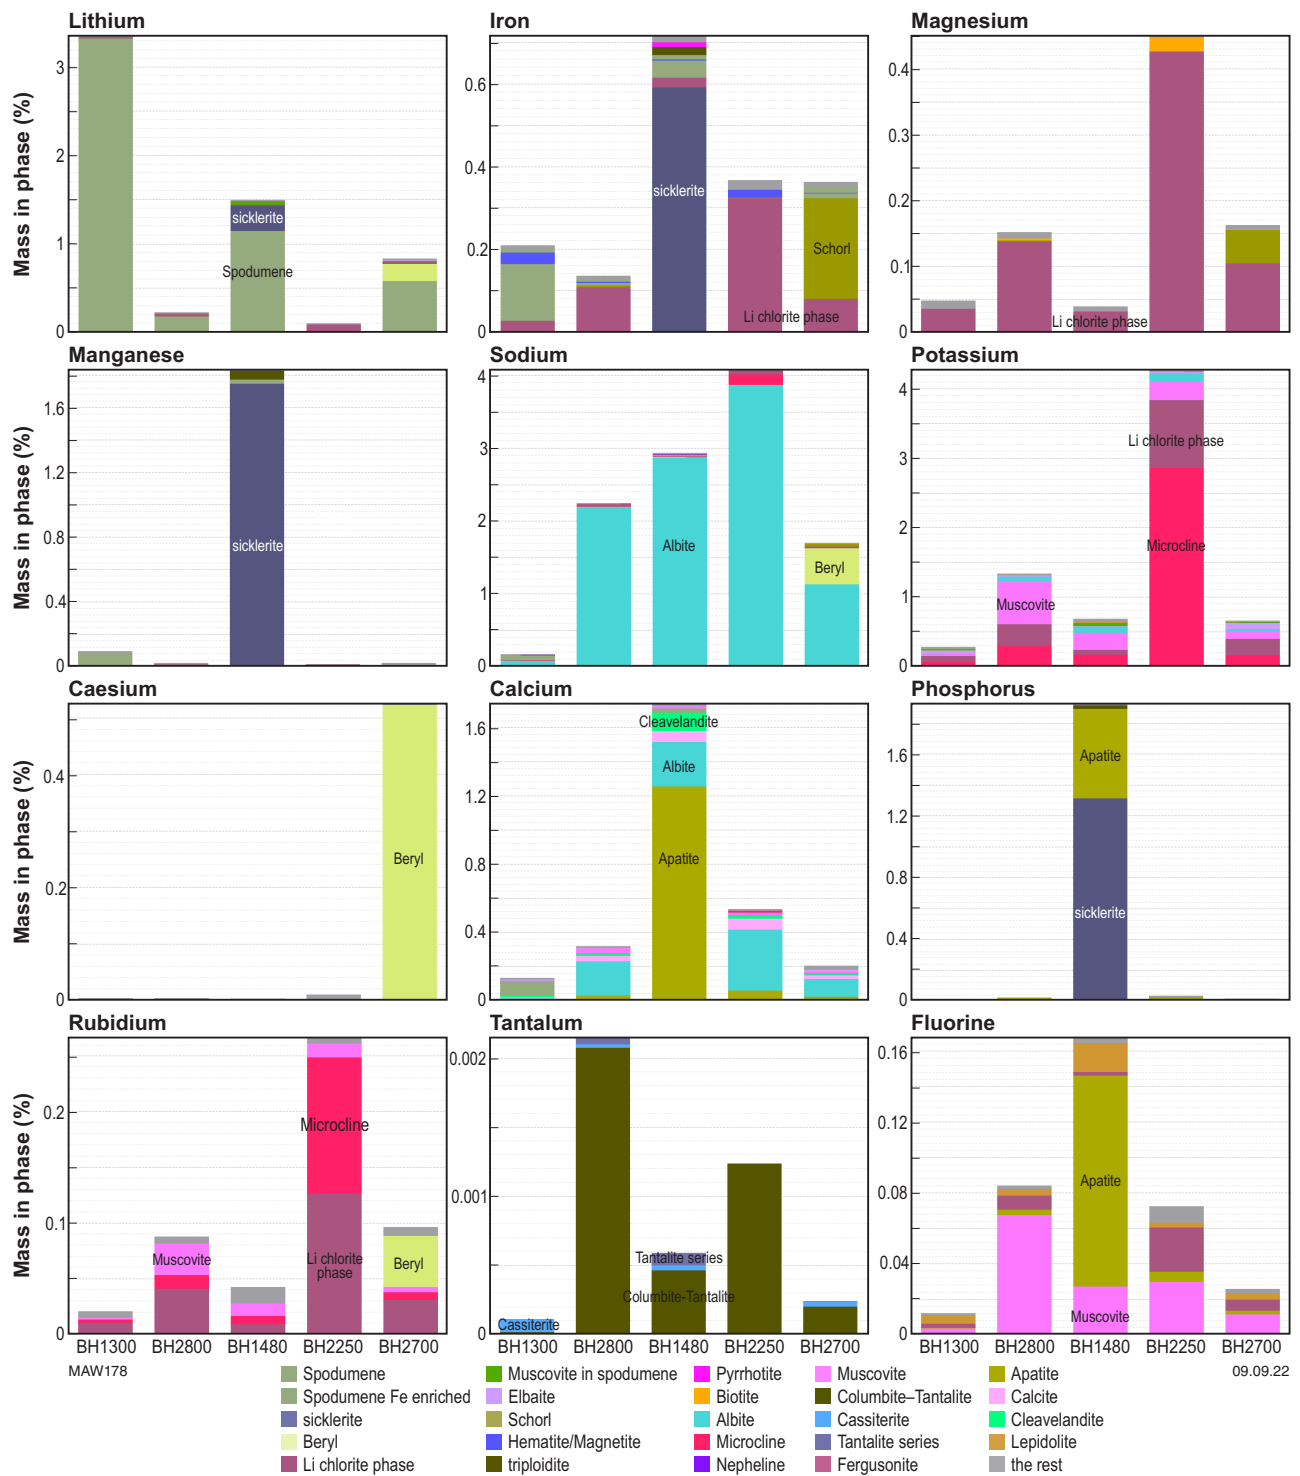 Lithium
Iron
Magnesium
Mass in phase (%)
3
2
1
0
sicklerite
Spodumene
0.6
0.4
0.2
0
sicklerite
Schorl
Li chlorite phase
0.4
0.3
0.2
0.1
0
Li chlorite phase
Manganese
Sodium
Potassium
Mass in phase (%)
1.6
1.2
0.8
0.4
0
sicklerite
4
3
2
1
0
Albite
Beryl
4
3
2
1
0
Muscovite
Li chlorite phase
Microcline
Caesium
Calcium
Phosphorus
Mass in phase (%)
0.4
0.2
0
Beryl
1.6
1.2
0.8
0.4
0
Cleavelandite
Albite
Apatite
1.6
1.2
0.8
0.4
0
Apatite
sicklerite
Rubidium
Tantalum
Fluorine
Mass in phase (%)
0.2
0.1
0
Muscovite
Microcline
Li chlorite
phase
Beryl
0.002
0.001
0
Cassiterite
Tantalite series
Columbite-Tantalite
0.16
0.12
0.08
0.04
0
Apatite
Muscovite
BH1300 BH2800 BH1480 BH2250 BH2700
BH1300 BH2800 BH1480 BH2250 BH2700
BH1300 BH2800 BH1480 BH2250 BH2700
MAW178
09.09.22
Spodumene
Spodumene Fe enriched
sicklerite
Beryl
Li chlorite phase
Muscovite in spodumene
Elbaite
Schorl
Hematite/Magnetite
triploidite
Pyrrhotite
Biotite
Albite
Microcline
Nepheline
Muscovite
Columbite–Tantalite
Cassiterite
Tantalite series
Fergusonite
Apatite
Calcite
Cleavelandite
Lepidolite
the rest